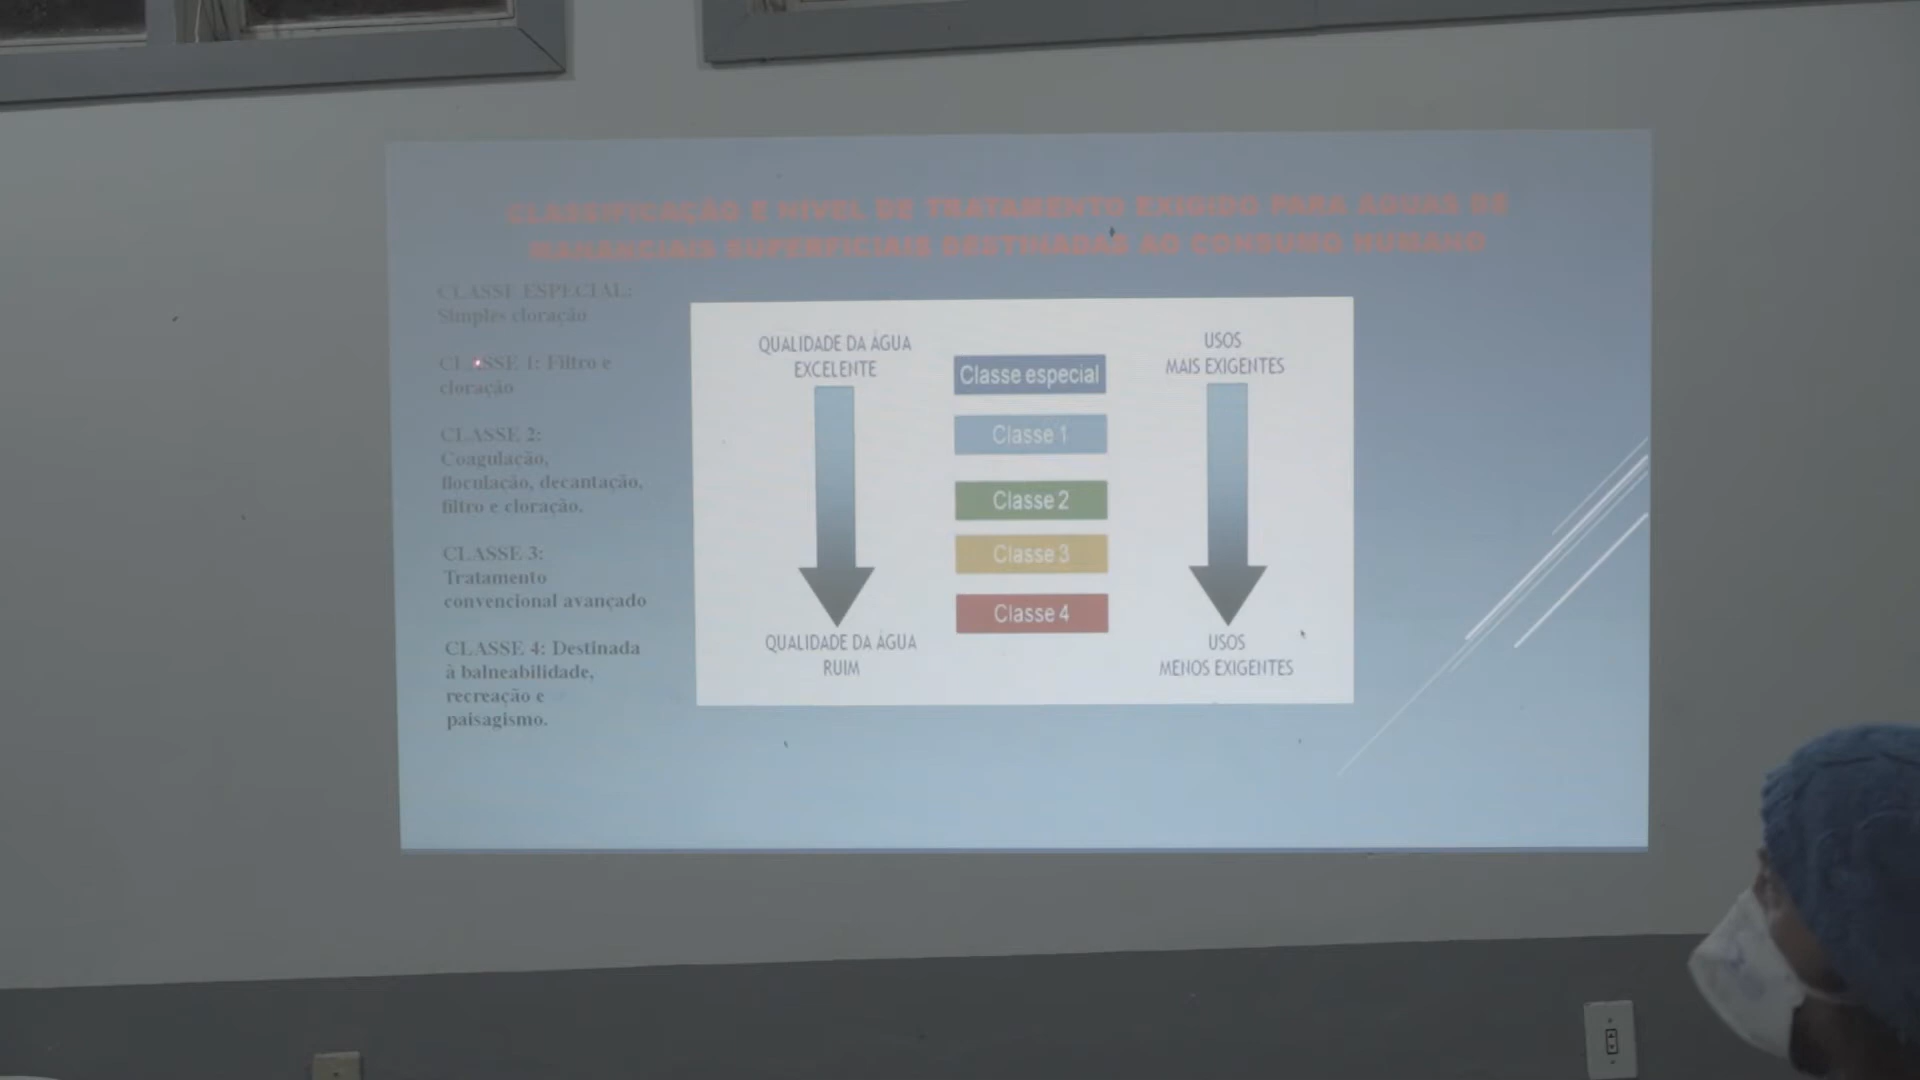 CLASSIFICAÇÃO E NÍVEL DE TRATAMENTO EXIGIDO PARA ÁGUAS DE
MANANCIAIS SUPERFICIAIS DESTINADAS AO CONSUMO HUMANO
CLASSE ESPECIAL:
Simples cloração
CLASSE 1: Filtro e
cloração
CLASSE 2:
Coagulação,
floculação, decantação,
filtro e cloração.
CLASSE 3:
Tratamento
convencional avançado
CLASSE 4: Destinada
à balneabilidade,
recreação e
paisagismo.
QUALIDADE DA ÁGUA
EXCELENTE
QUALIDADE DA ÁGUA
RUIM
Classe especial
Classe 1
Classe 2
Classe 3
Classe 4
USOS
MAIS EXIGENTES
USOS
MENOS EXIGENTES